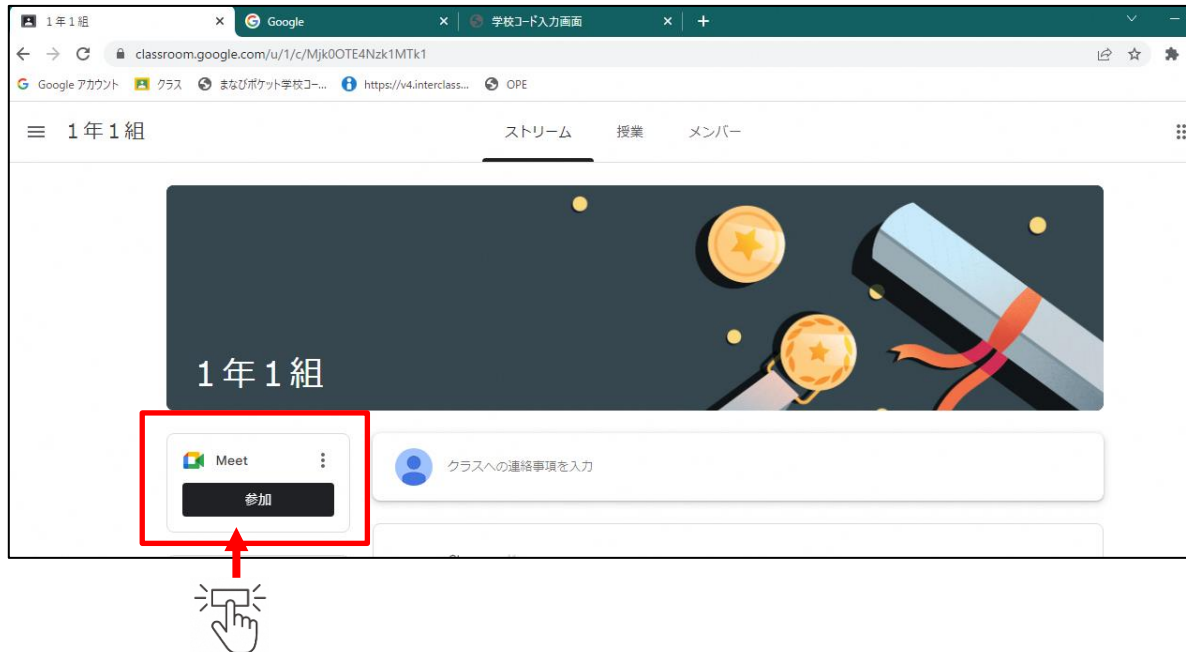 1年1組
Google
学校コード入力画面
classroom.google.com/u/1/c/Mjk0OTE4Nzk1MTk1
Google アカウント
クラス
まなびポケット学校コー...
https://v4.interclass...
OPE
1年1組
ストリーム
授業
メンバー
1年1組
Meet
参加
クラスへの連絡事項を入力